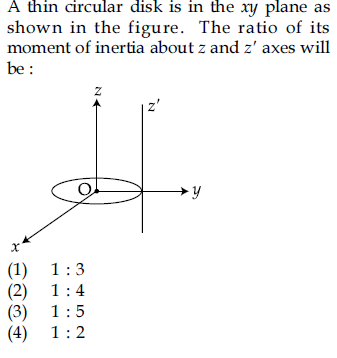 A thin circular disk is in the xy plane as
shown in the figure. The ratio of its
moment of inertia about z and z' axes will
be :
z
z'
O
y
x
(1) 1 : 3
(2) 1 : 4
(3) 1 : 5
(4) 1 : 2